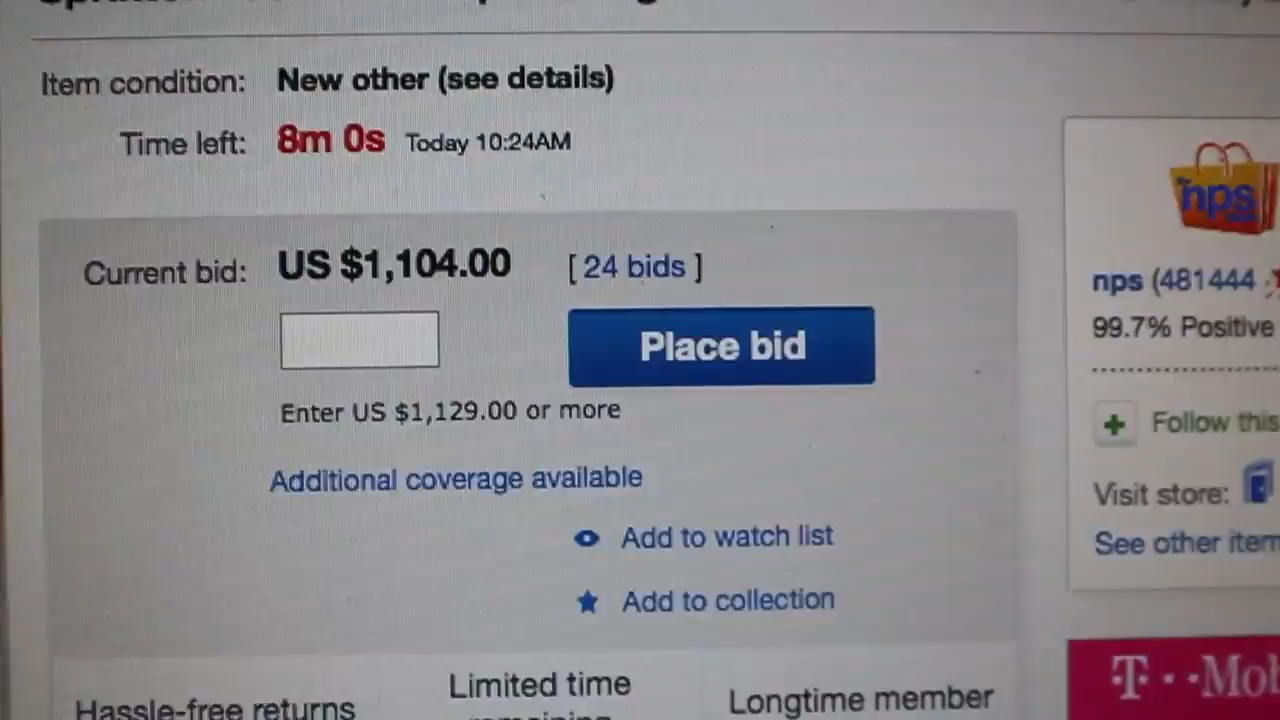 Item condition: New other (see details)
Time left: 8m 0s Today 10:24AM
Current bid: US $1,104.00 [ 24 bids ]
Place bid
Enter US $1,129.00 or more
Additional coverage available
Add to watch list
Add to collection
Hassle-free returns
Limited time
Longtime member
nps
nps (481444
99.7% Positive
Follow this
Visit store:
See other item
T Mob